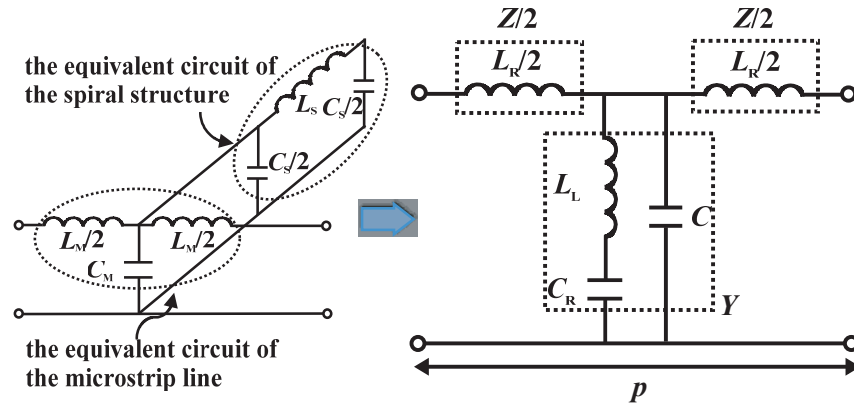 the equivalent circuit of
the spiral structure
L_S C_S/2
C_S/2
L_M/2 L_M/2
C_M
the equivalent circuit of
the microstrip line
Z/2 Z/2
L_R/2 L_R/2
L_L
C
C_R
Y
p